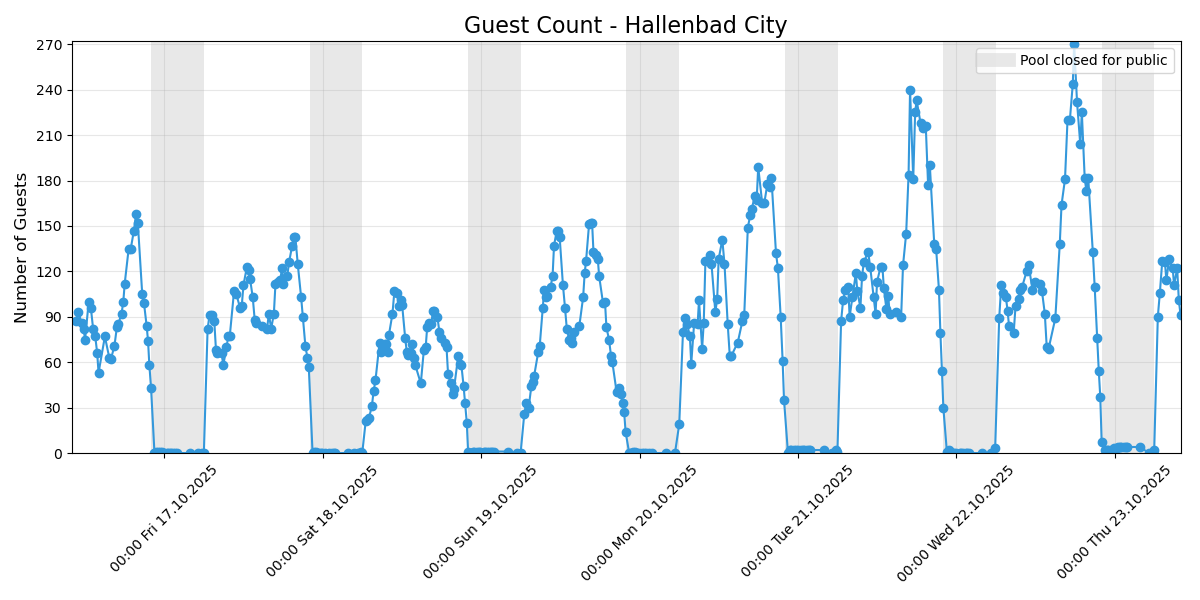 Guest Count - Hallenbad City
Number of Guests
270
240
210
180
150
120
90
60
30
0
Pool closed for public
00:00 Fri 17.10.2025
00:00 Sat 18.10.2025
00:00 Sun 19.10.2025
00:00 Mon 20.10.2025
00:00 Tue 21.10.2025
00:00 Wed 22.10.2025
00:00 Thu 23.10.2025